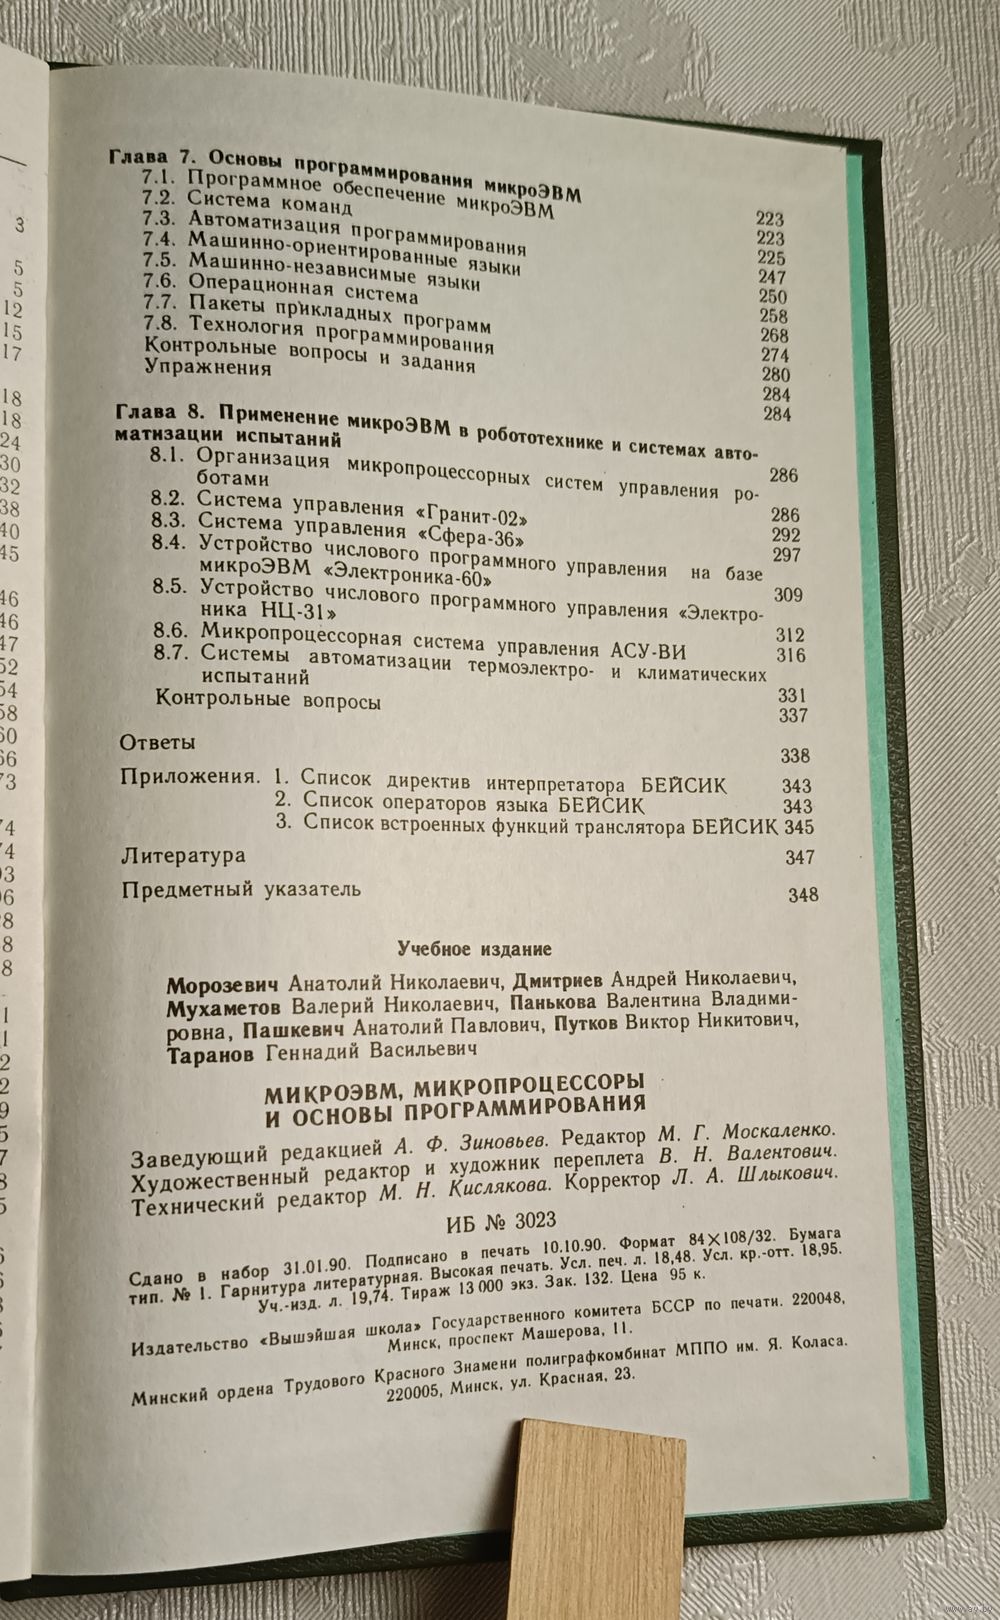 Глава 7. Основы программирования микроЭВМ 223
7.1. Программное обеспечение микроЭВМ 223
7.2. Система команд 225
7.3. Автоматизация программирования 247
7.4. Машинно-ориентированные языки 250
7.5. Машинно-независимые языки 258
7.6. Операционная система 268
7.7. Пакеты прикладных программ 274
7.8. Технология программирования 280
Контрольные вопросы и задания 284
Упражнения 284
Глава 8. Применение микроЭВМ в робототехнике и системах авто-
матизации испытаний 286
8.1. Организация микропроцессорных систем управления ро-
ботами 286
8.2. Система управления «Гранит-02» 292
8.3. Система управления «Сфера-36» 297
8.4. Устройство числового программного управления на базе
микроЭВМ «Электроника-60» 309
8.5. Устройство числового программного управления «Электро-
ника НЦ-31» 312
8.6. Микропроцессорная система управления АСУ-ВИ 316
8.7. Системы автоматизации термоэлектро- и климатических
испытаний 331
Контрольные вопросы 337
Ответы 338
Приложения. 1. Список директив интерпретатора БЕЙСИК 343
2. Список операторов языка БЕЙСИК 343
3. Список встроенных функций транслятора БЕЙСИК 345
Литература 347
Предметный указатель 348
Учебное издание
Морозевич Анатолий Николаевич, Дмитриев Андрей Николаевич,
Мухаметов Валерий Николаевич, Панькова Валентина Владими-
ровна, Пашкевич Анатолий Павлович, Путков Виктор Никитович,
Таранов Геннадий Васильевич
МИКРОЭВМ, МИКРОПРОЦЕССОРЫ
И ОСНОВЫ ПРОГРАММИРОВАНИЯ
Заведующий редакцией А. Ф. Зиновьев. Редактор М. Г. Москаленко.
Художественный редактор и художник переплета В. Н. Валентович.
Технический редактор М. Н. Кислякова. Корректор Л. А. Шлыкович.
ИБ № 3023
Сдано в набор 31.01.90. Подписано в печать 10.10.90. Формат 84×108/32. Бумага
тип. № 1. Гарнитура литературная. Высокая печать. Усл. печ. л. 18,48. Усл. кр.-отт. 18,95.
Уч.-изд. л. 19,74. Тираж 13 000 экз. Зак. 132. Цена 95 к.
Издательство «Вышэйшая школа» Государственного комитета БССР по печати. 220048,
Минск, проспект Машерова, 11.
Минский ордена Трудового Красного Знамени полиграфкомбинат МППО им. Я. Коласа.
220005, Минск, ул. Красная, 23.